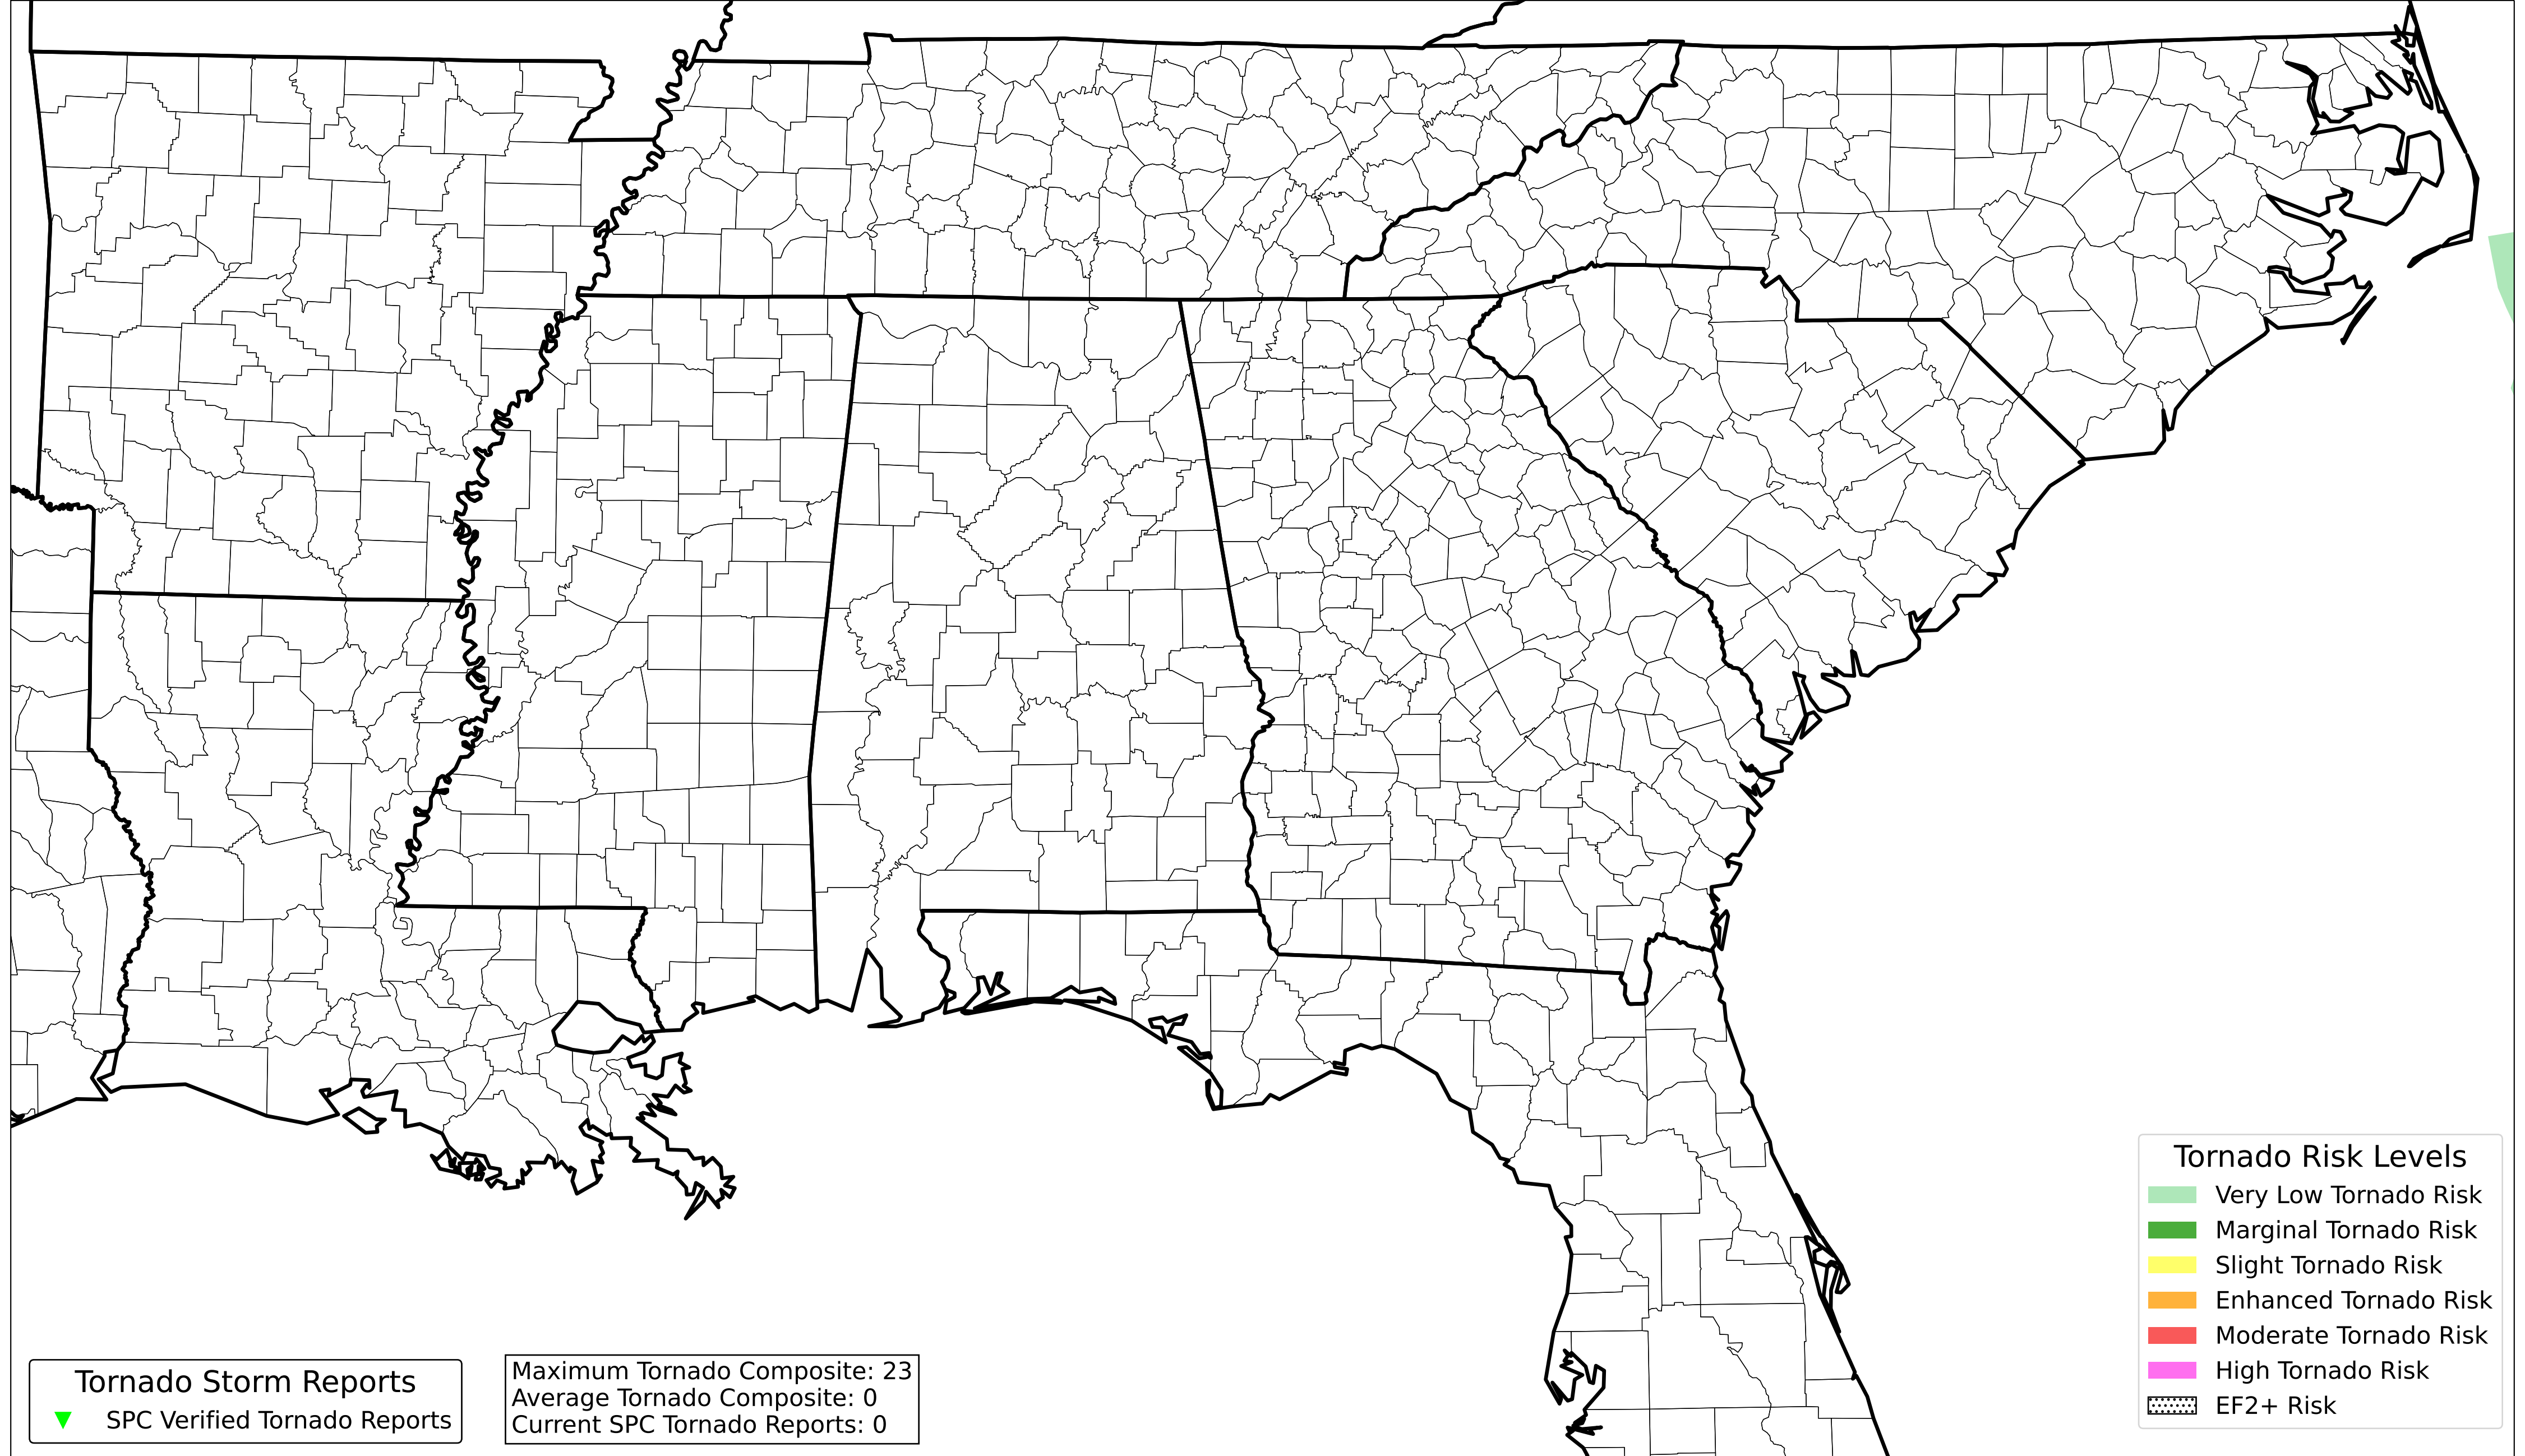 Tornado Risk Levels
Very Low Tornado Risk
Marginal Tornado Risk
Slight Tornado Risk
Enhanced Tornado Risk
Moderate Tornado Risk
High Tornado Risk
EF2+ Risk
Tornado Storm Reports
SPC Verified Tornado Reports
Maximum Tornado Composite: 23
Average Tornado Composite: 0
Current SPC Tornado Reports: 0